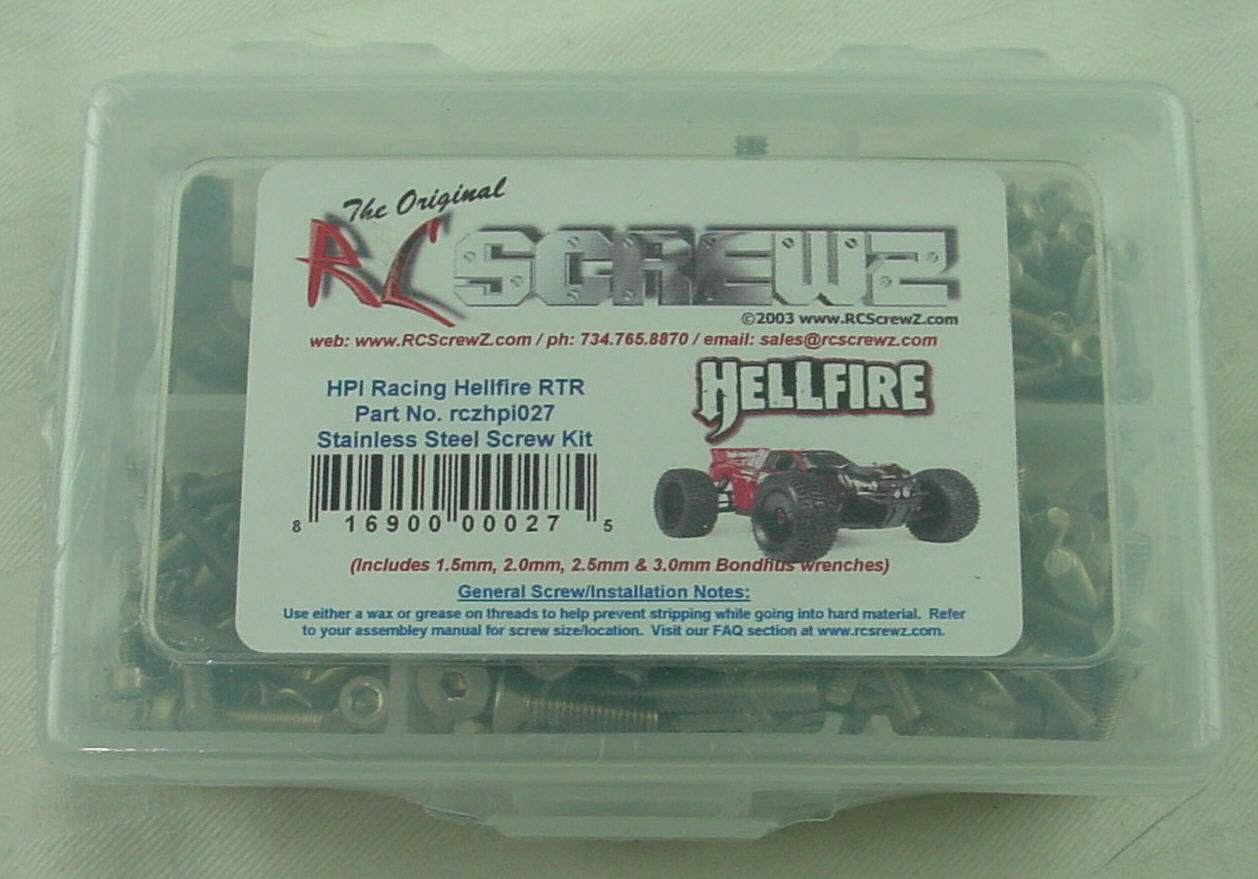 The Original
RC SCREWZ
©2003 www.RCScrewZ.com
web: www.RCScrewZ.com / ph: 734.765.8870 / email: sales@rcscrewz.com
HELLFIRE
HPI Racing Hellfire RTR
Part No. rczhpi027
Stainless Steel Screw Kit
8 16900 00027 5
(Includes 1.5mm, 2.0mm, 2.5mm & 3.0mm Bondhus wrenches)
General Screw/Installation Notes:
Use either a wax or grease on threads to help prevent stripping while going into hard material. Refer
to your assembley manual for screw size/location. Visit our FAQ section at www.rcsrewz.com.